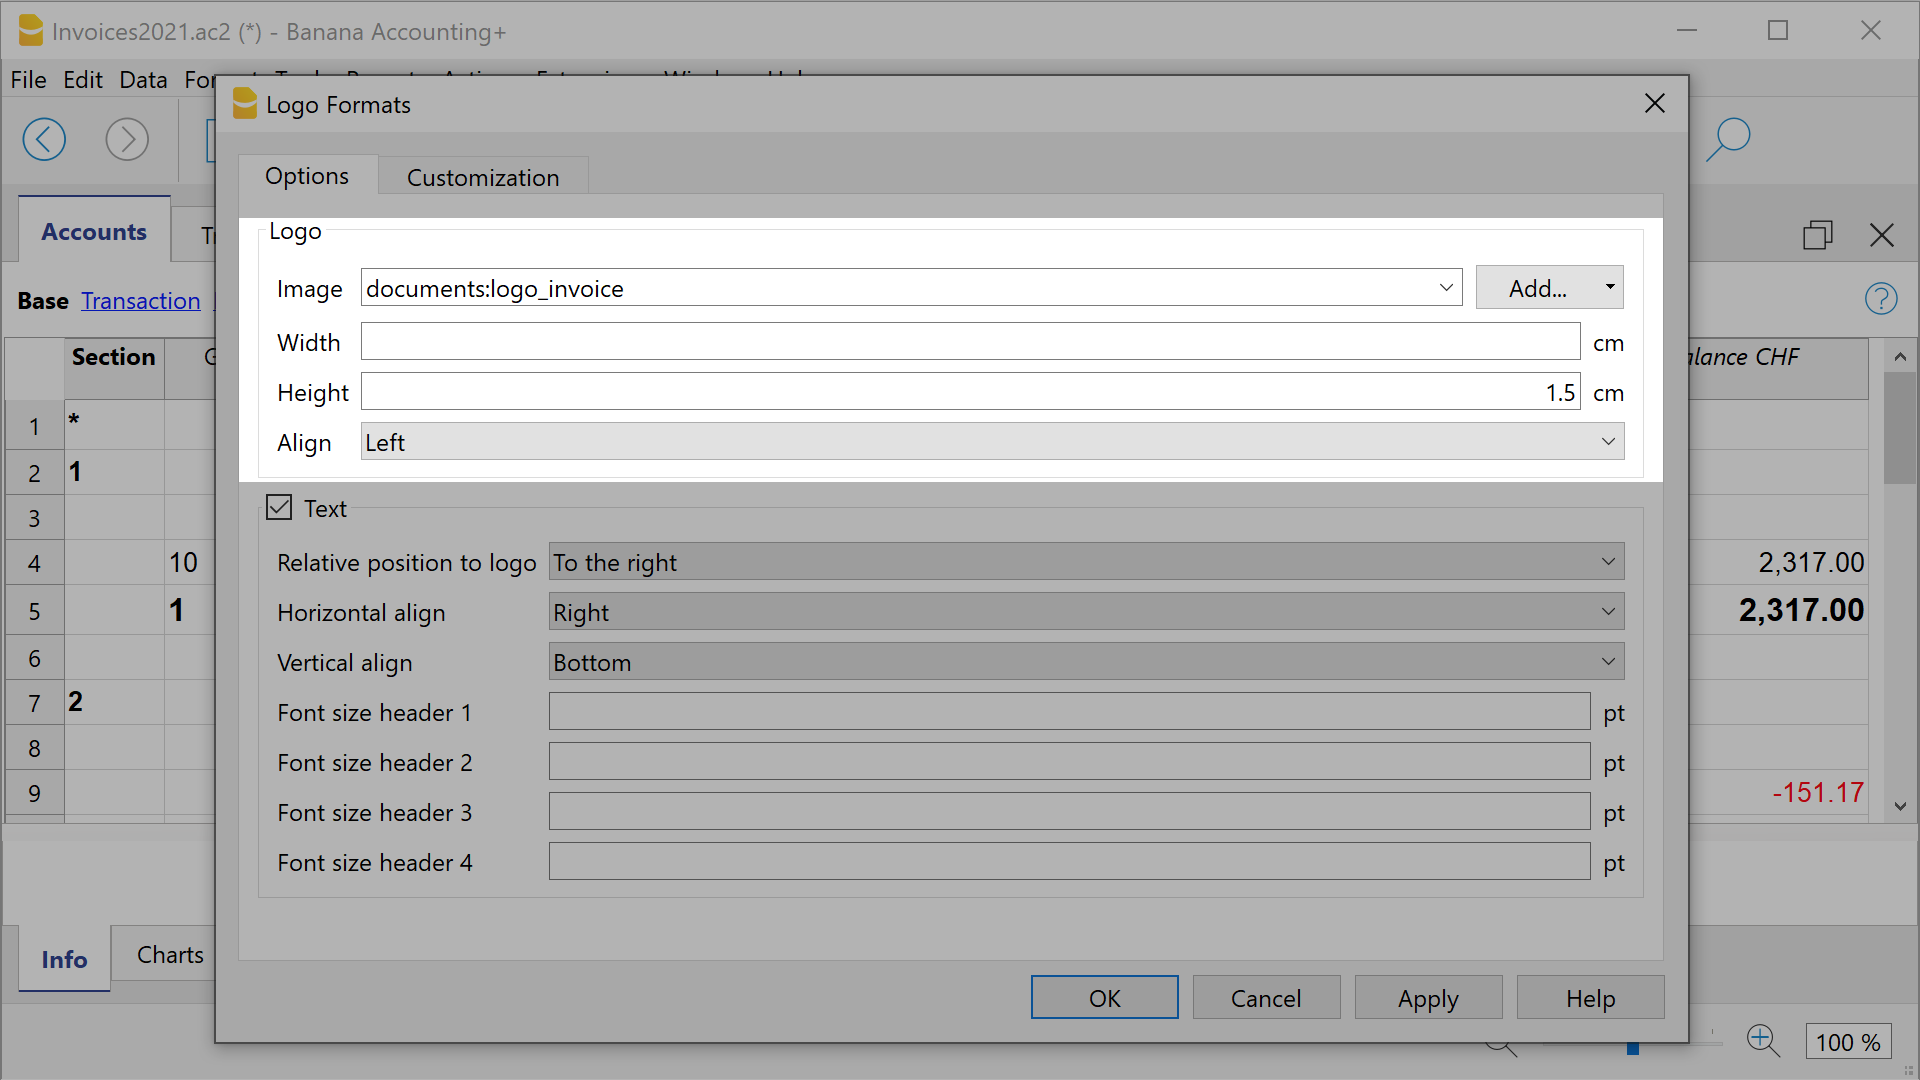 Invoices2021.ac2 (*) - Banana Accounting+
File Edit Data
Logo Formats
Options Customization
Accounts
Logo
Image documents:logo_invoice Add...
Base Transaction
Width cm
Section alance CHF
Height 1.5 cm
1 *
Align Left
2 1
3
Text
4 10 2,317.00
Relative position to logo To the right
5 1 2,317.00
Horizontal align Right
6
Vertical align Bottom
7 2
Font size header 1 pt
8
Font size header 2 pt
9 -151.17
Font size header 3 pt
Font size header 4 pt
Info Charts
OK Cancel Apply Help
100 %